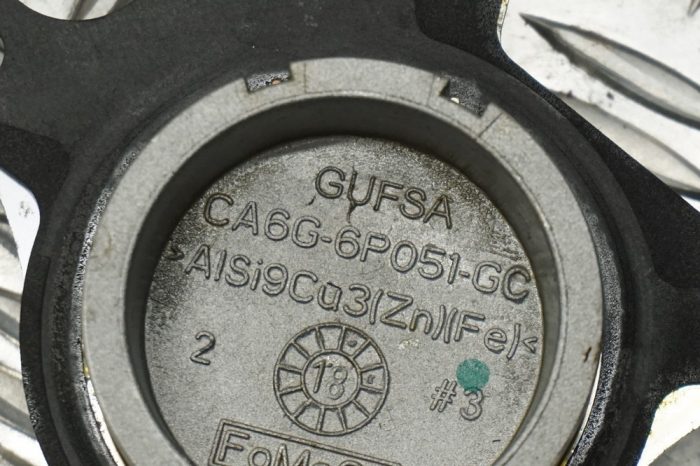 GUFSA
CA6G-6P051-GC
>AlSi9Cu3(Zn)(Fe)<
2
18
#3